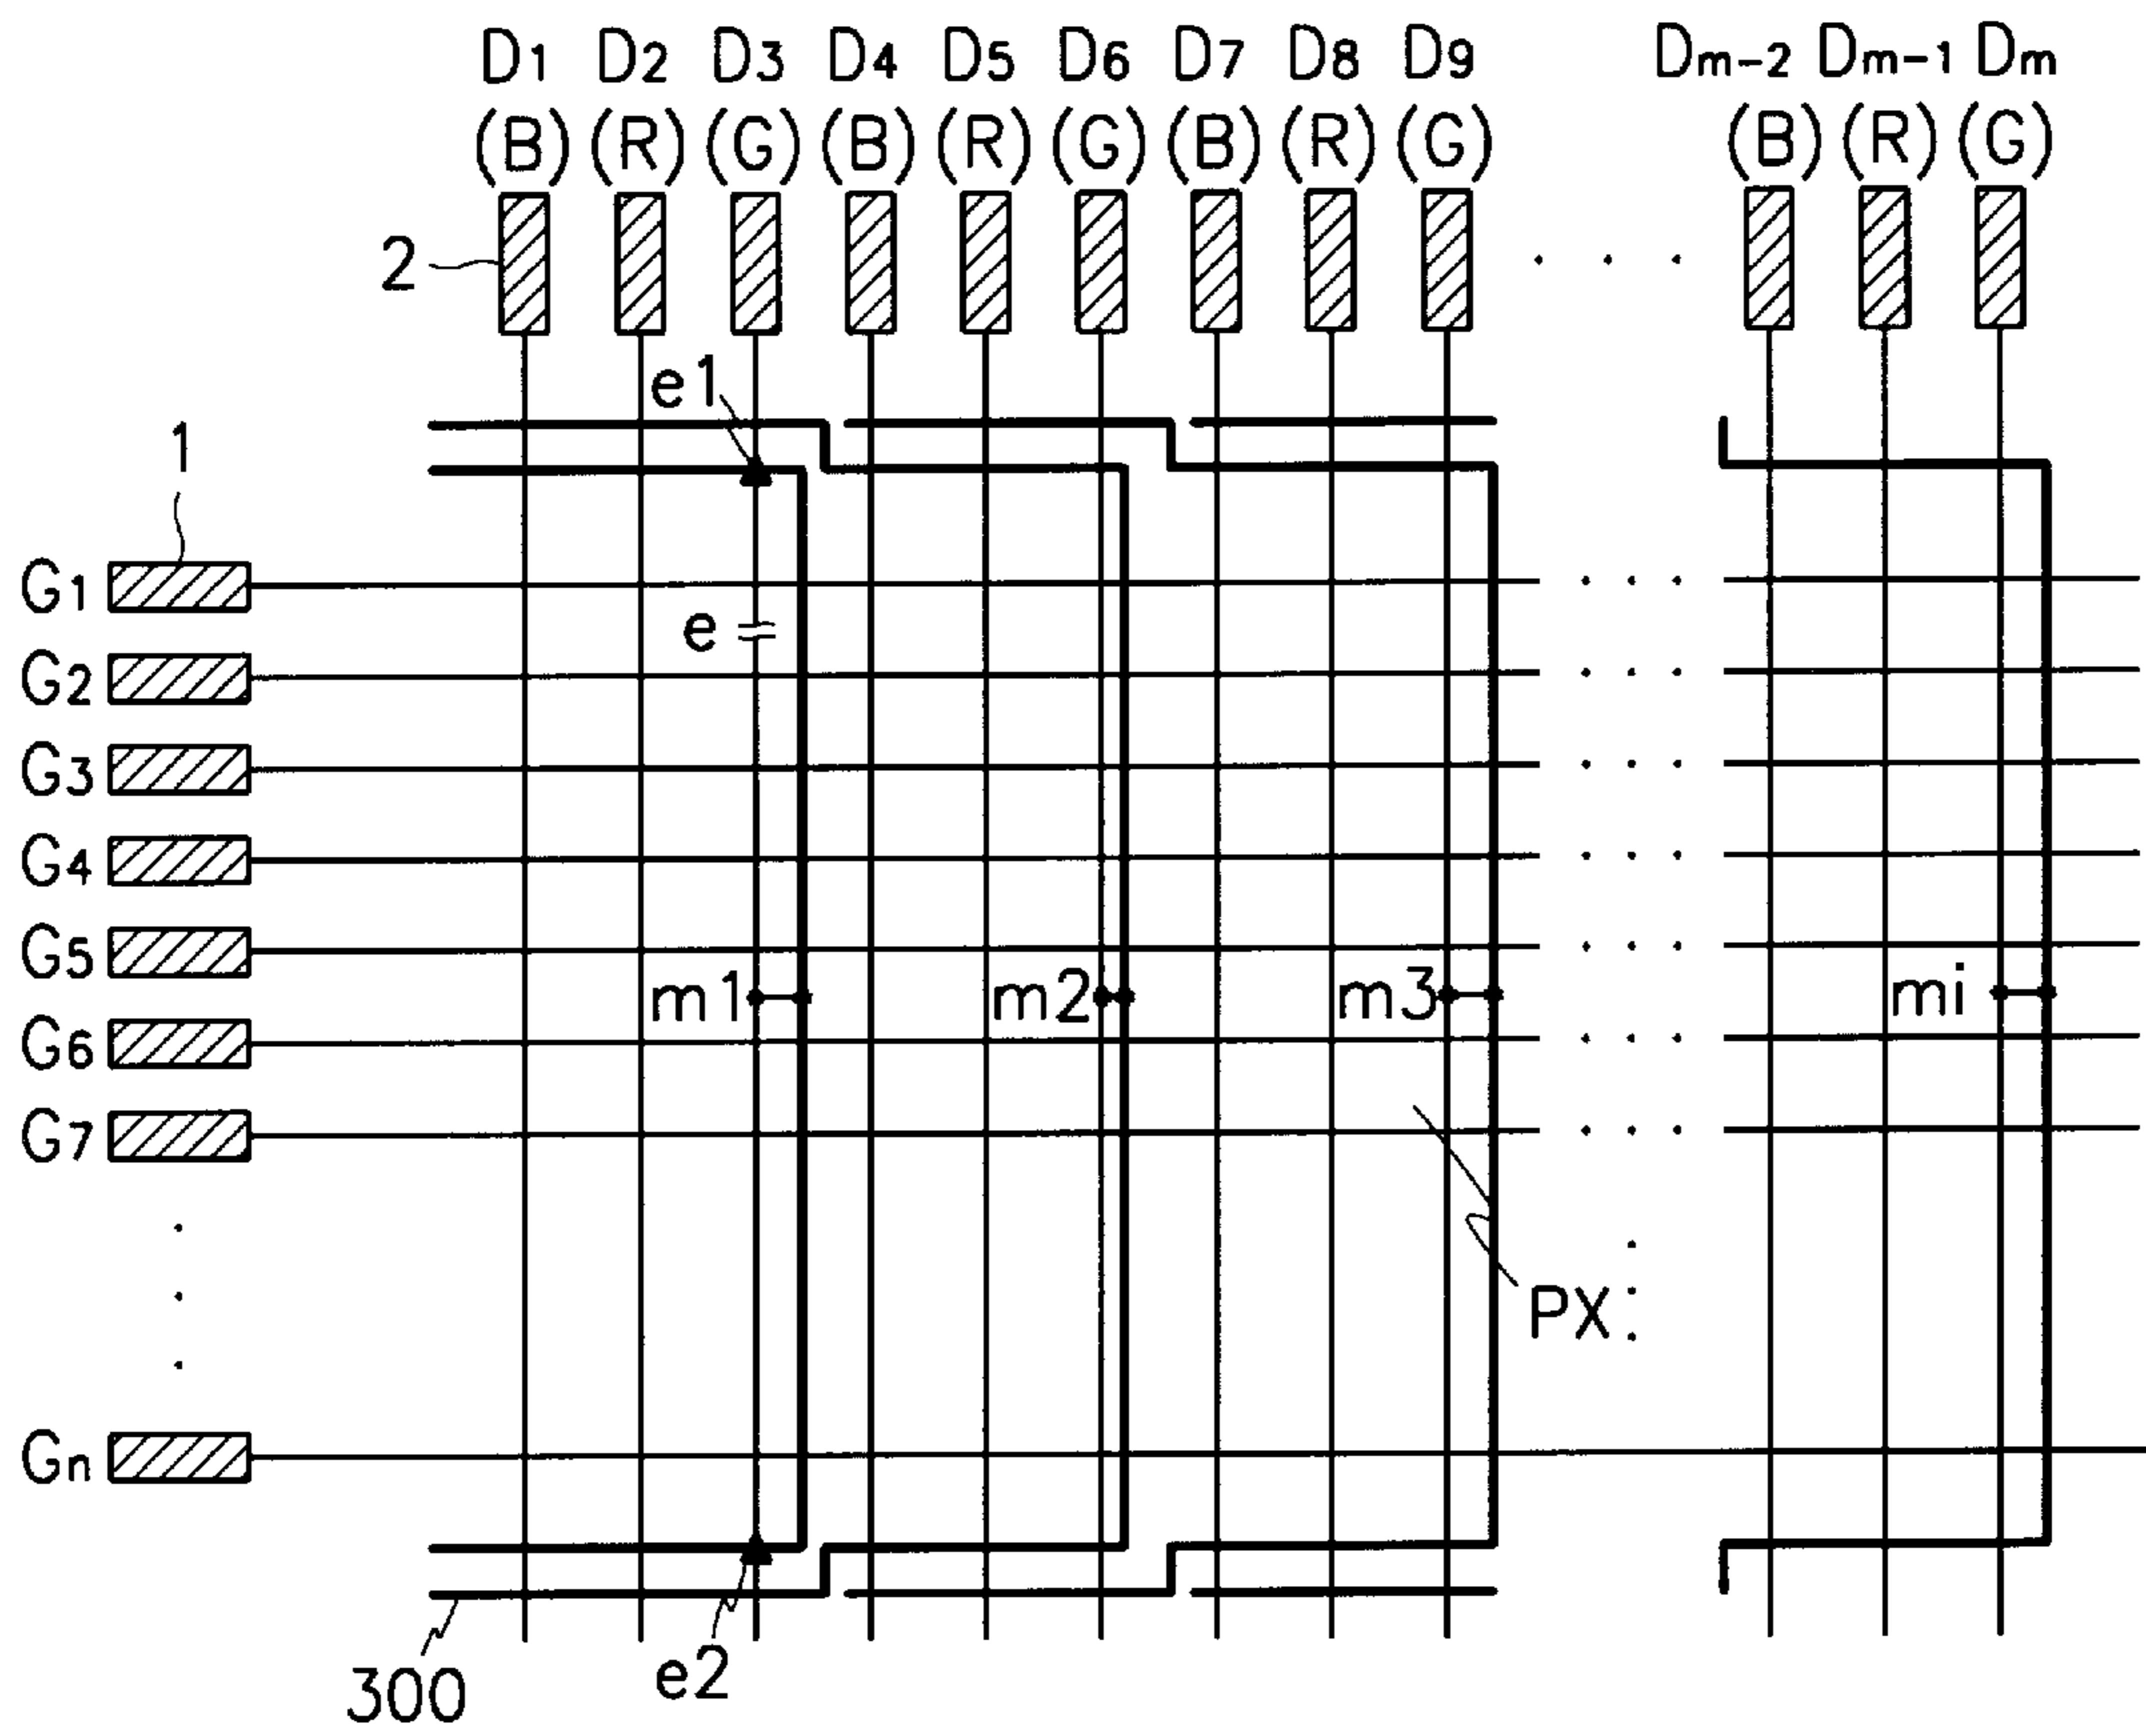 D1 D2 D3 D4 D5 D6 D7 D8 D9 Dm-2 Dm-1 Dm
(B) (R) (G) (B) (R) (G) (B) (R) (G) (B) (R) (G)
2
e1
1
G1
e
G2
G3
G4
G5
m1 m2 m3 mi
G6
G7
PX
Gn
300
e2